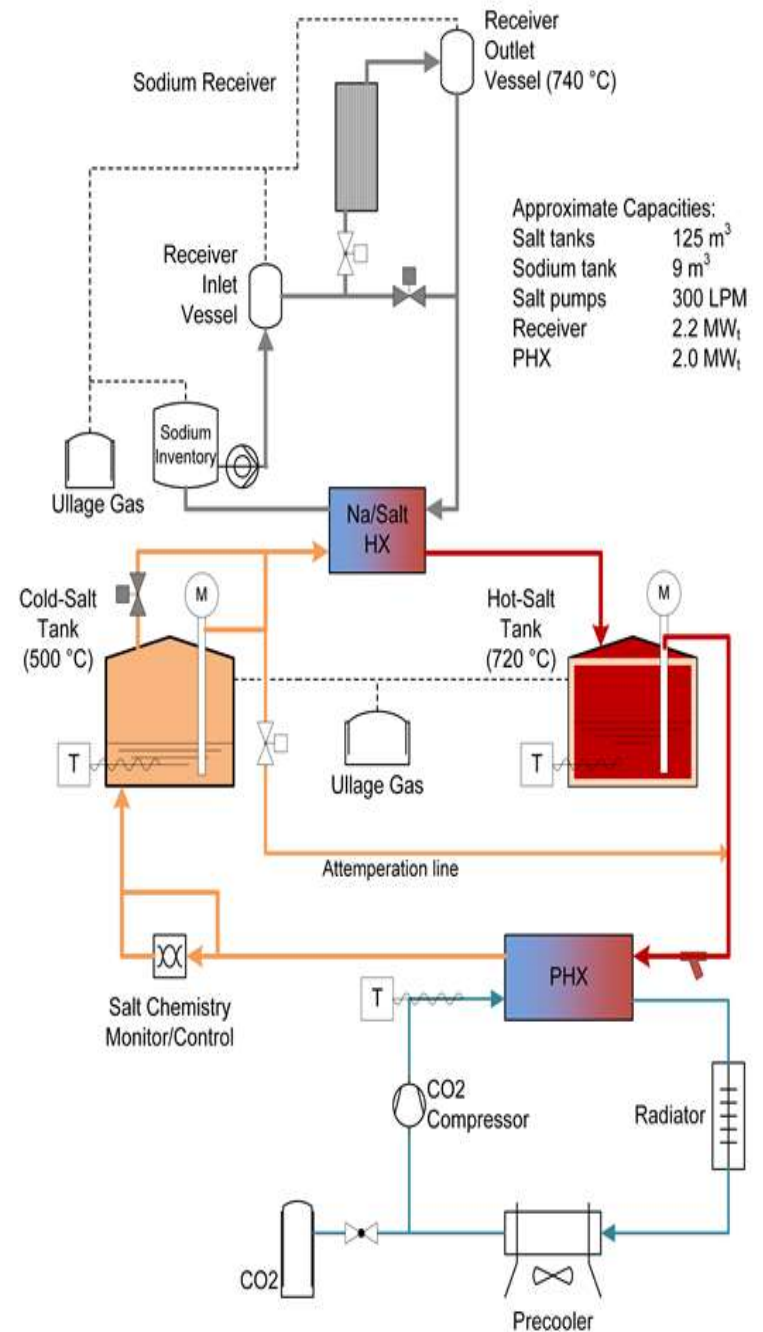 Receiver
Outlet
Vessel (740 °C)
Sodium Receiver
Approximate Capacities:
Salt tanks 125 m³
Sodium tank 9 m³
Salt pumps 300 LPM
Receiver 2.2 MWₜ
PHX 2.0 MWₜ
Receiver
Inlet
Vessel
Sodium
Inventory
Ullage Gas
Na/Salt
HX
Cold-Salt
Tank
(500 °C)
M
Hot-Salt
Tank
(720 °C)
M
T
Ullage Gas
T
Attemperation line
PHX
Salt Chemistry
Monitor/Control
T
CO2
Compressor
Radiator
CO2
Precooler